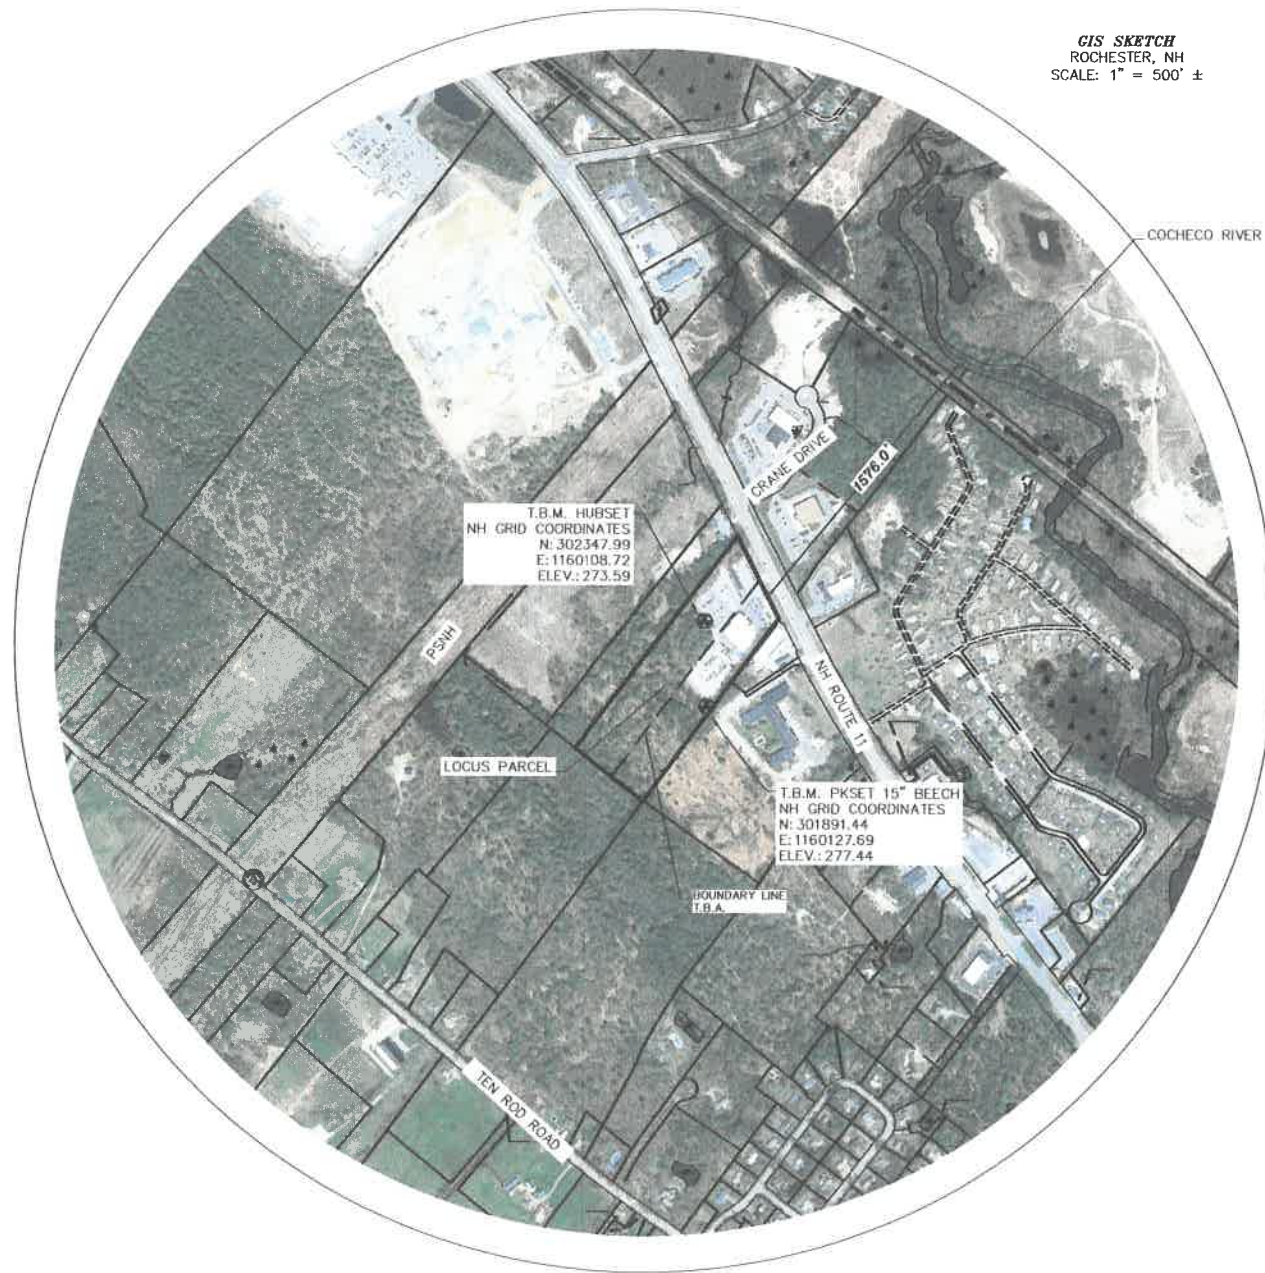 GIS SKETCH
ROCHESTER, NH
SCALE: 1" = 500' ±
COCHECO RIVER
CRANE DRIVE
1576.0'
T.B.M. HUBSET
NH GRID COORDINATES
N: 302347.99
E: 1160108.72
ELEV.: 273.59
PSNH
NH ROUTE 11
LOCUS PARCEL
T.B.M. PKSET 15" BEECH
NH GRID COORDINATES
N: 301891.44
E: 1160127.69
ELEV.: 277.44
BOUNDARY LINE
T.B.A.
TEN ROD ROAD